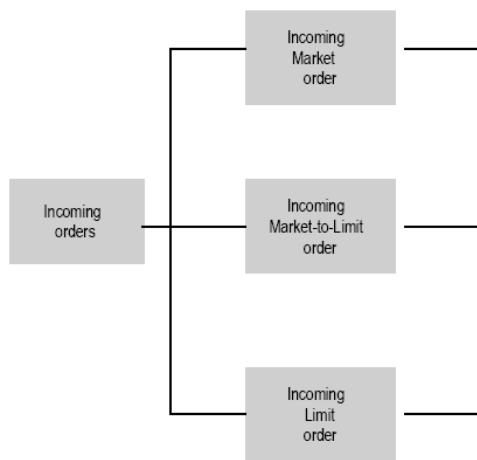 Incoming
Market
order
Incoming
orders
Incoming
Market-to-Limit
order
Incoming
Limit
order